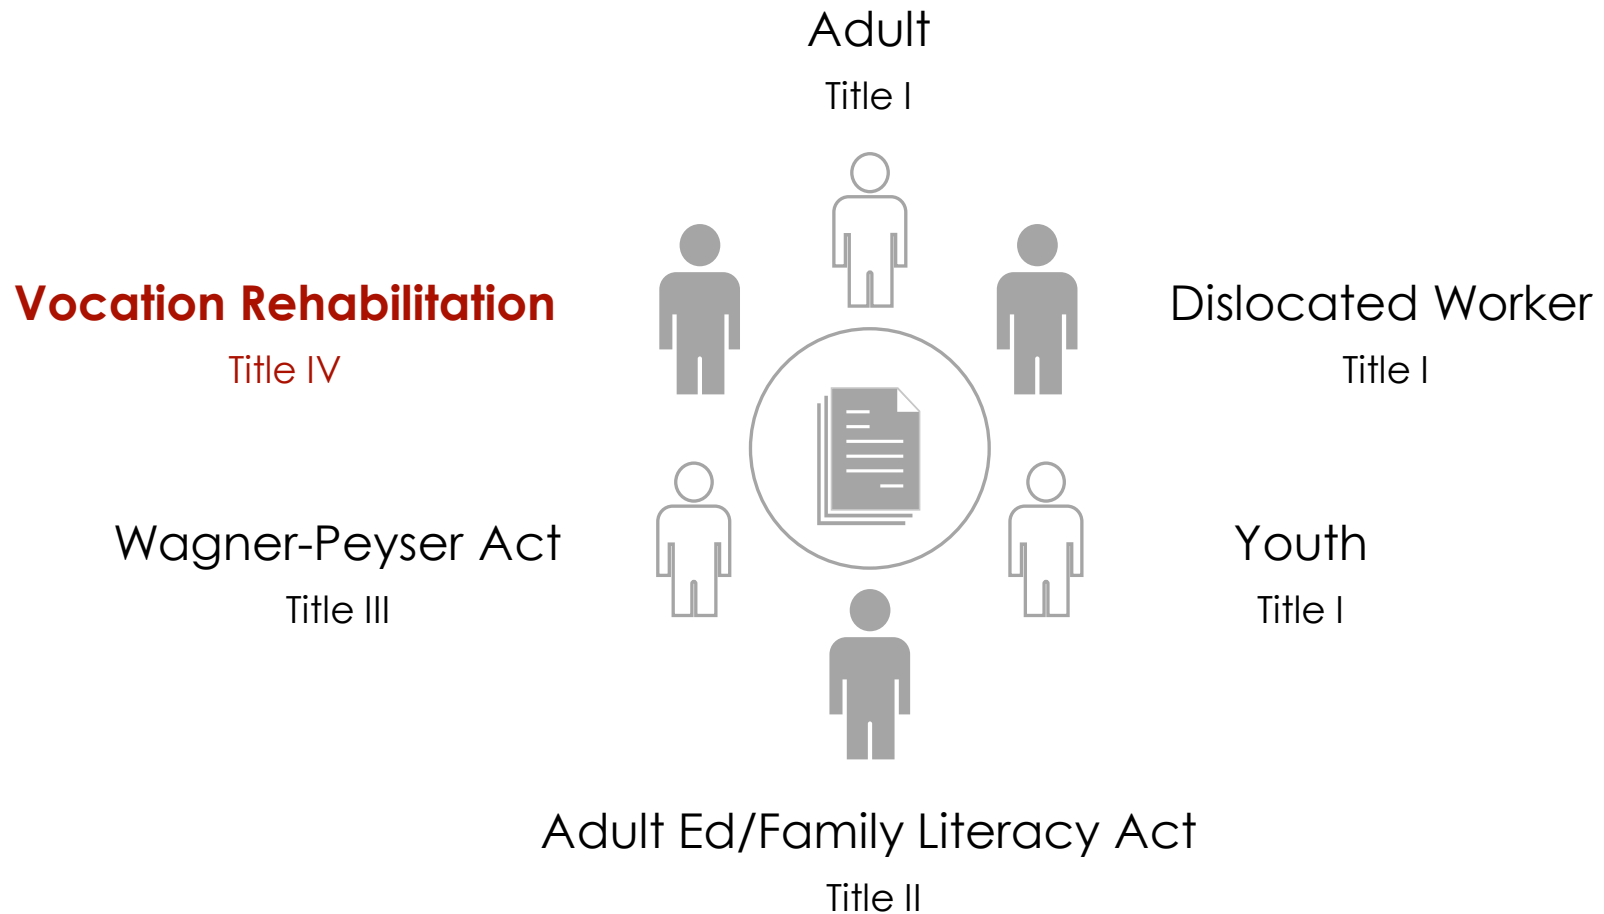 Adult
Title I
Vocation Rehabilitation
Title IV
Dislocated Worker
Title I
Wagner-Peyser Act
Title III
Youth
Title I
Adult Ed/Family Literacy Act
Title II